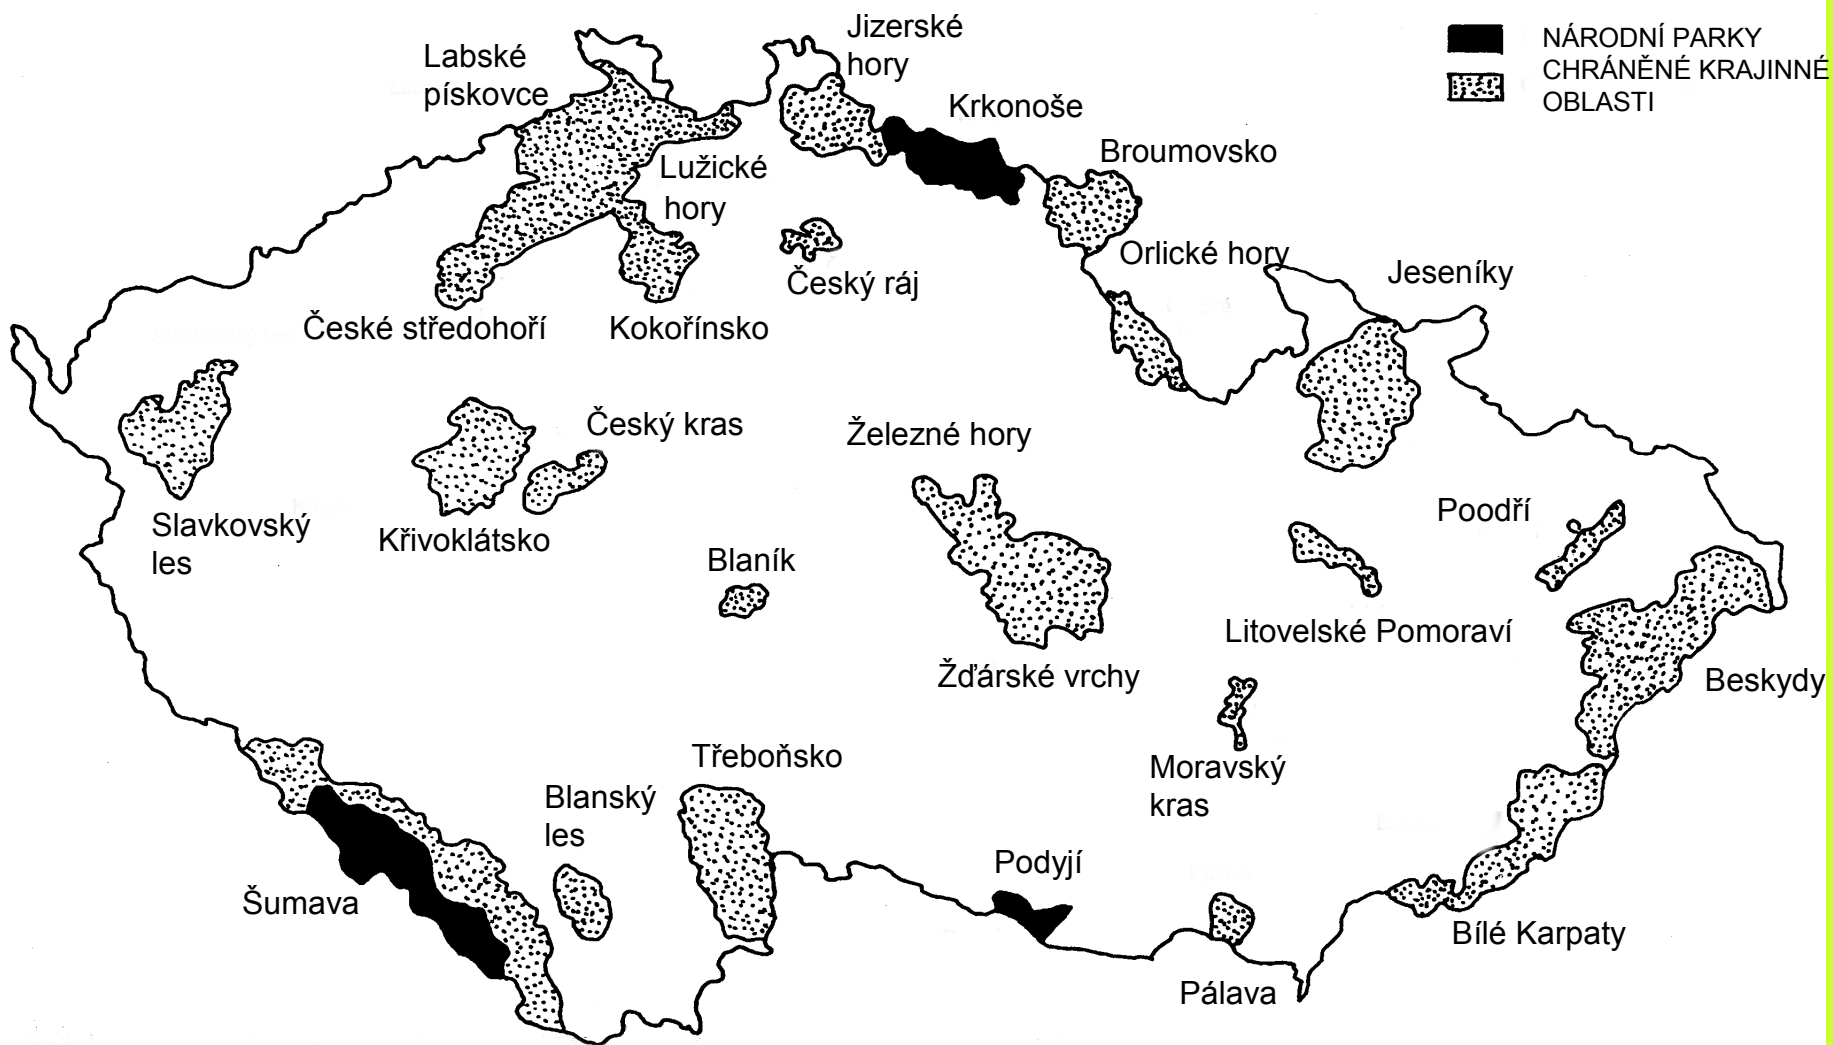 Jizerské
hory
NÁRODNÍ PARKY
CHRÁNĚNÉ KRAJINNÉ
OBLASTI
Labské
pískovce
Krkonoše
Broumovsko
Lužické
hory
Orlické hory
Český ráj
Jeseníky
České středohoří
Kokořínsko
Český kras
Železné hory
Slavkovský
les
Křivoklátsko
Poodří
Blaník
Litovelské Pomoraví
Žďárské vrchy
Beskydy
Třeboňsko
Moravský
kras
Blanský
les
Podyjí
Šumava
Bílé Karpaty
Pálava